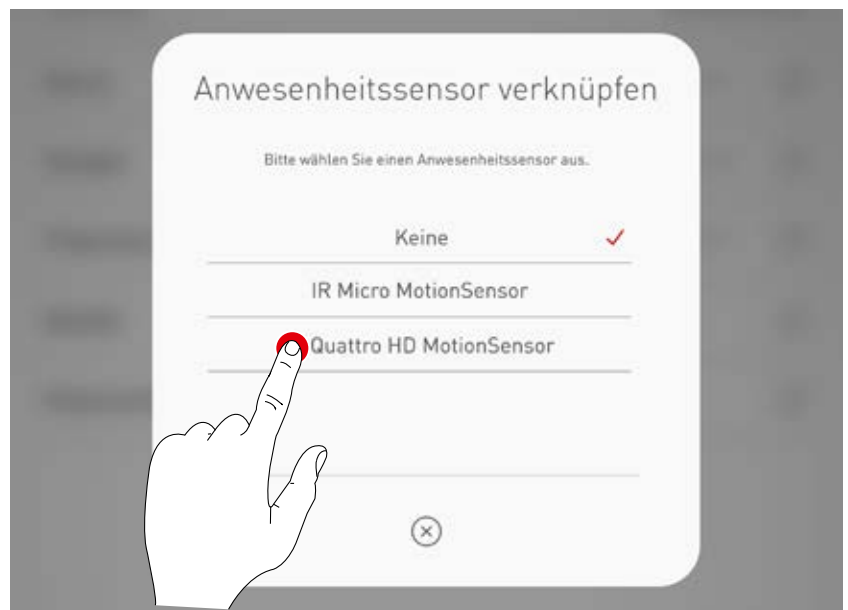 Anwesenheitssensor verknüpfen
Bitte wählen Sie einen Anwesenheitssensor aus.
Keine
IR Micro MotionSensor
Quattro HD MotionSensor